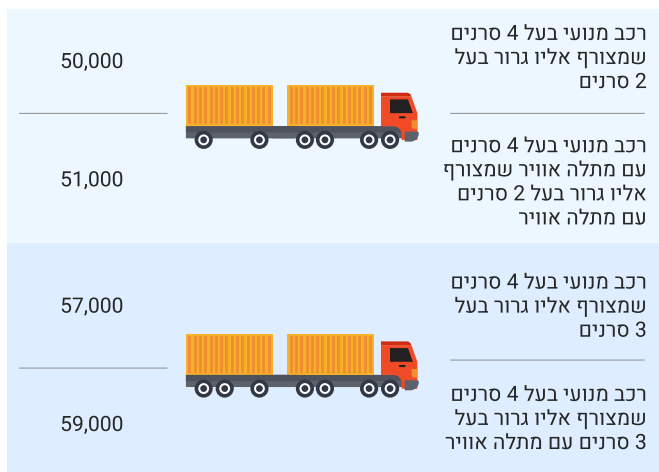 רכב מנועי בעל 4 סרנים
שמצורף אליו גרור בעל
2 סרנים
50,000
רכב מנועי בעל 4 סרנים
עם מתלה אוויר שמצורף
אליו גרור בעל 2 סרנים
עם מתלה אוויר
51,000
רכב מנועי בעל 4 סרנים
שמצורף אליו גרור בעל
3 סרנים
57,000
רכב מנועי בעל 4 סרנים
שמצורף אליו גרור בעל
3 סרנים עם מתלה אוויר
59,000